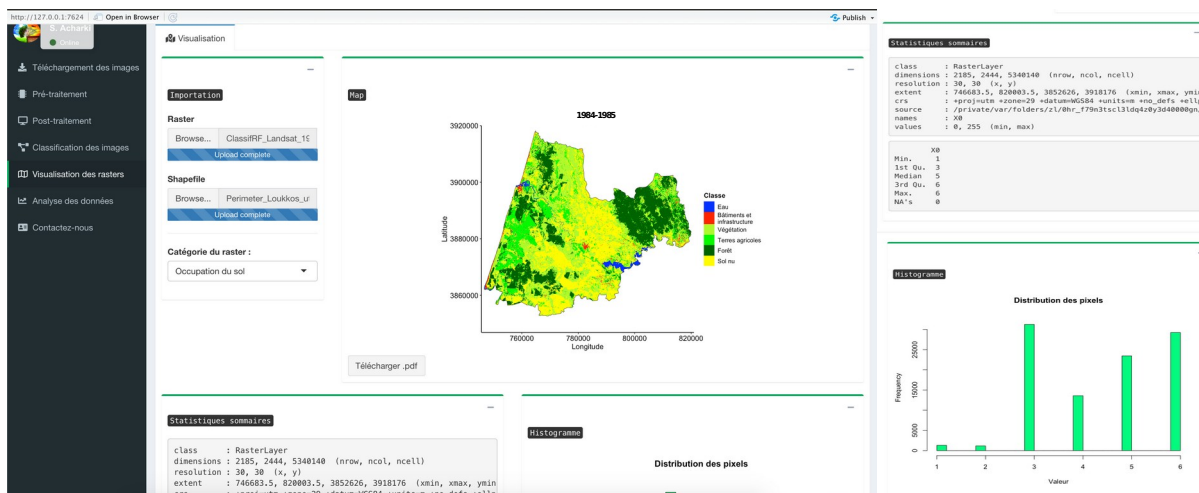 http://127.0.0.1:7624
Open in Browser
Publish
S. Acharki
Online
Téléchargement des images
Pré-traitement
Post-traitement
Classification des images
Visualisation des rasters
Analyse des données
Contactez-nous
Visualisation
Importation
Raster
Browse... ClassifRF_Landsat_19
Upload complete
Shapefile
Browse... Perimeter_Loukkos_u
Upload complete
Catégorie du raster :
Occupation du sol
Map
1984-1985
3920000
3900000
3880000
3860000
Latitude
760000 780000 800000 820000
Longitude
Classe
Eau
Bâtiments et
infrastructure
Végétation
Terres agricoles
Forêt
Sol nu
Télécharger .pdf
Statistiques sommaires
class : RasterLayer
dimensions : 2185, 2444, 5340140 (nrow, ncol, ncell)
resolution : 30, 30 (x, y)
extent : 746683.5, 820003.5, 3852626, 3918176 (xmin, xmax, ymin
Histogramme
Distribution des pixels
Statistiques sommaires
class : RasterLayer
dimensions : 2185, 2444, 5340140 (nrow, ncol, ncell)
resolution : 30, 30 (x, y)
extent : 746683.5, 820003.5, 3852626, 3918176 (xmin, xmax, ymi
crs : +proj=utm +zone=29 +datum=WGS84 +units=m +no_defs +ell
source : /private/var/folders/zl/0hr_f79n3tscl3ldq4z0y3d40000gn
names : X0
values : 0, 255 (min, max)
X0
Min. 1
1st Qu. 3
Median 5
3rd Qu. 6
Max. 6
NA's 0
Histogramme
Distribution des pixels
Frequency
25000
15000
5000
0
1 2 3 4 5 6
Valeur